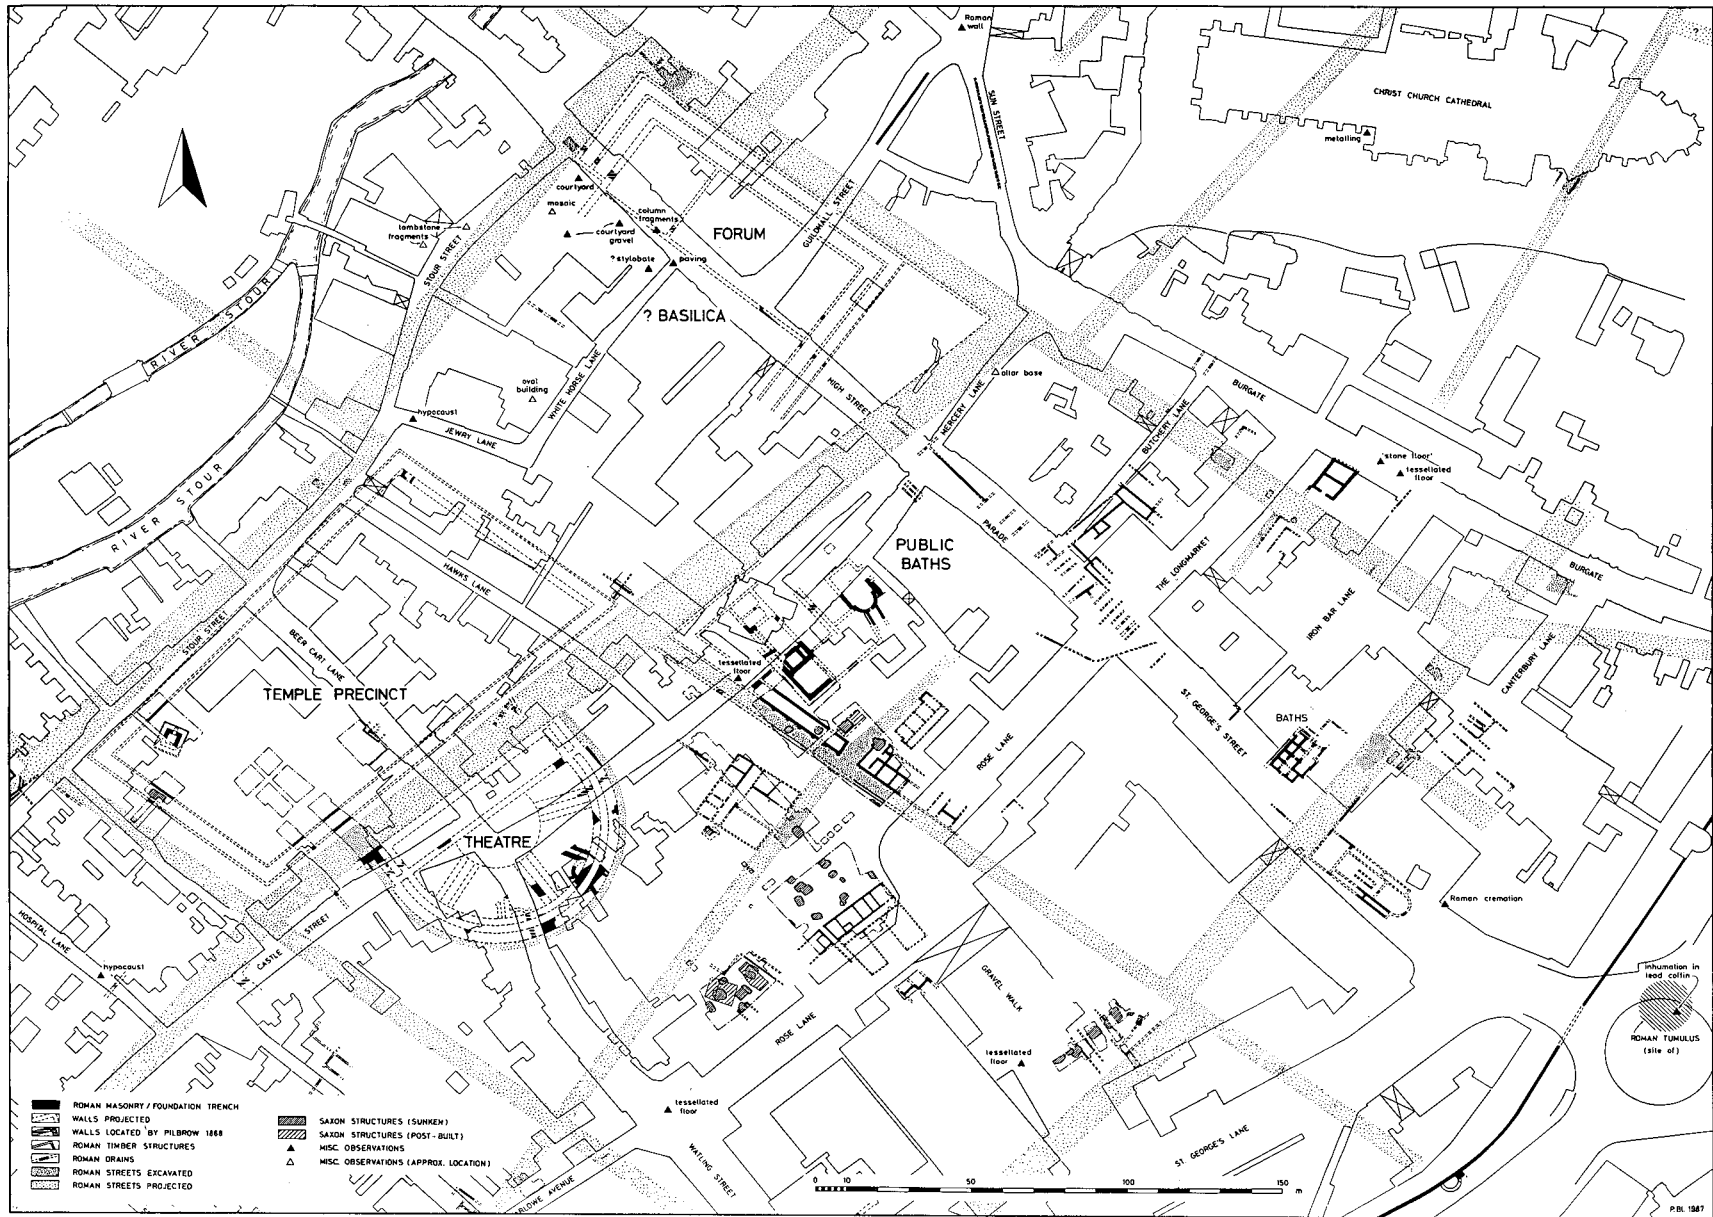 Roman
wall
SUN STREET
CHRIST CHURCH CATHEDRAL
metalling
?
courtyard
mosaic
column
fragments
tombstone
fragments
courtyard
gravel
FORUM
GUILDHALL STREET
STOUR STREET
? stylobate
paving
RIVER STOUR
? BASILICA
oval
building
WHITE HORSE LANE
altar base
HIGH STREET
MERCERY LANE
BURGATE
BUTCHERY LANE
hypocaust
JEWRY LANE
'stone floor'
tessellated
floor
RIVER STOUR
PARADE
PUBLIC
BATHS
THE LONGMARKET
HAWKS LANE
BURGATE
IRON BAR LANE
STOUR STREET
BEER CART LANE
CANTERBURY LANE
tessellated
floor
TEMPLE PRECINCT
ST. GEORGE'S STREET
BATHS
ROSE LANE
THEATRE
Roman cremation
HOSPITAL LANE
CASTLE STREET
hypocaust
inhumation in
lead coffin
GRAVEL WALK
ROSE LANE
ROMAN TUMULUS
(site of)
tessellated
floor
tessellated
floor
ROMAN MASONRY / FOUNDATION TRENCH
WALLS PROJECTED
WALLS LOCATED BY PILBROW 1868
ROMAN TIMBER STRUCTURES
ROMAN DRAINS
ROMAN STREETS EXCAVATED
ROMAN STREETS PROJECTED
SAXON STRUCTURES (SUNKEN)
SAXON STRUCTURES (POST-BUILT)
MISC. OBSERVATIONS
MISC. OBSERVATIONS (APPROX. LOCATION)
WATLING STREET
ARLOWE AVENUE
ST. GEORGE'S LANE
0 10 50 100 150 m
P.BL. 1987